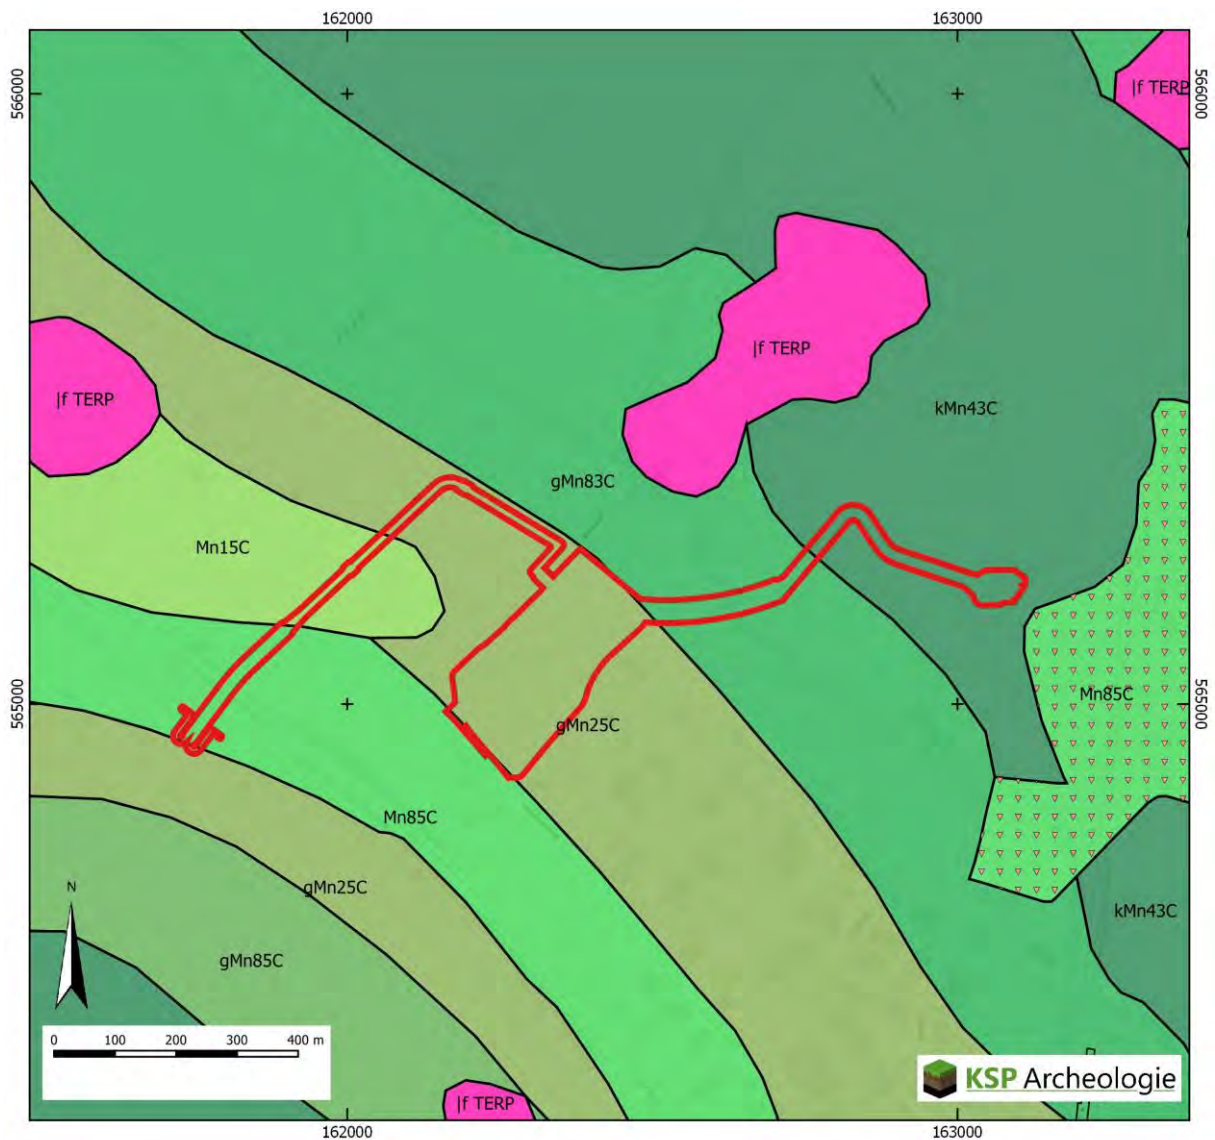 162000
163000
566000
566000
|f TERP
|f TERP
|f TERP
kMn43C
gMn83C
Mn15C
565000
565000
Mn85C
gMn25C
Mn85C
gMn25C
kMn43C
gMn85C
N
0 100 200 300 400 m
KSP Archeologie
|f TERP
162000
163000